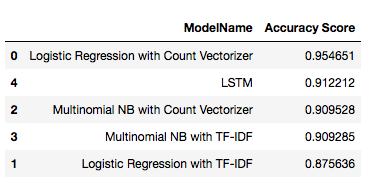 ModelName Accuracy Score
0 Logistic Regression with Count Vectorizer 0.954651
4 LSTM 0.912212
2 Multinomial NB with Count Vectorizer 0.909528
3 Multinomial NB with TF-IDF 0.909285
1 Logistic Regression with TF-IDF 0.875636